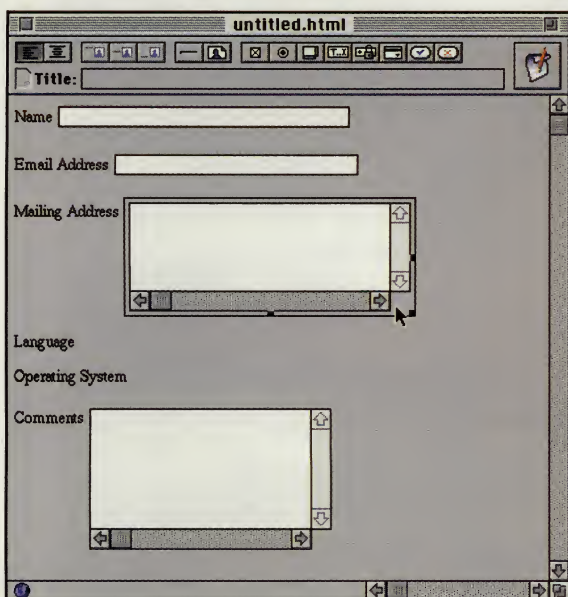 untitled.html
Title:
Name
Email Address
Mailing Address
Language
Operating System
Comments